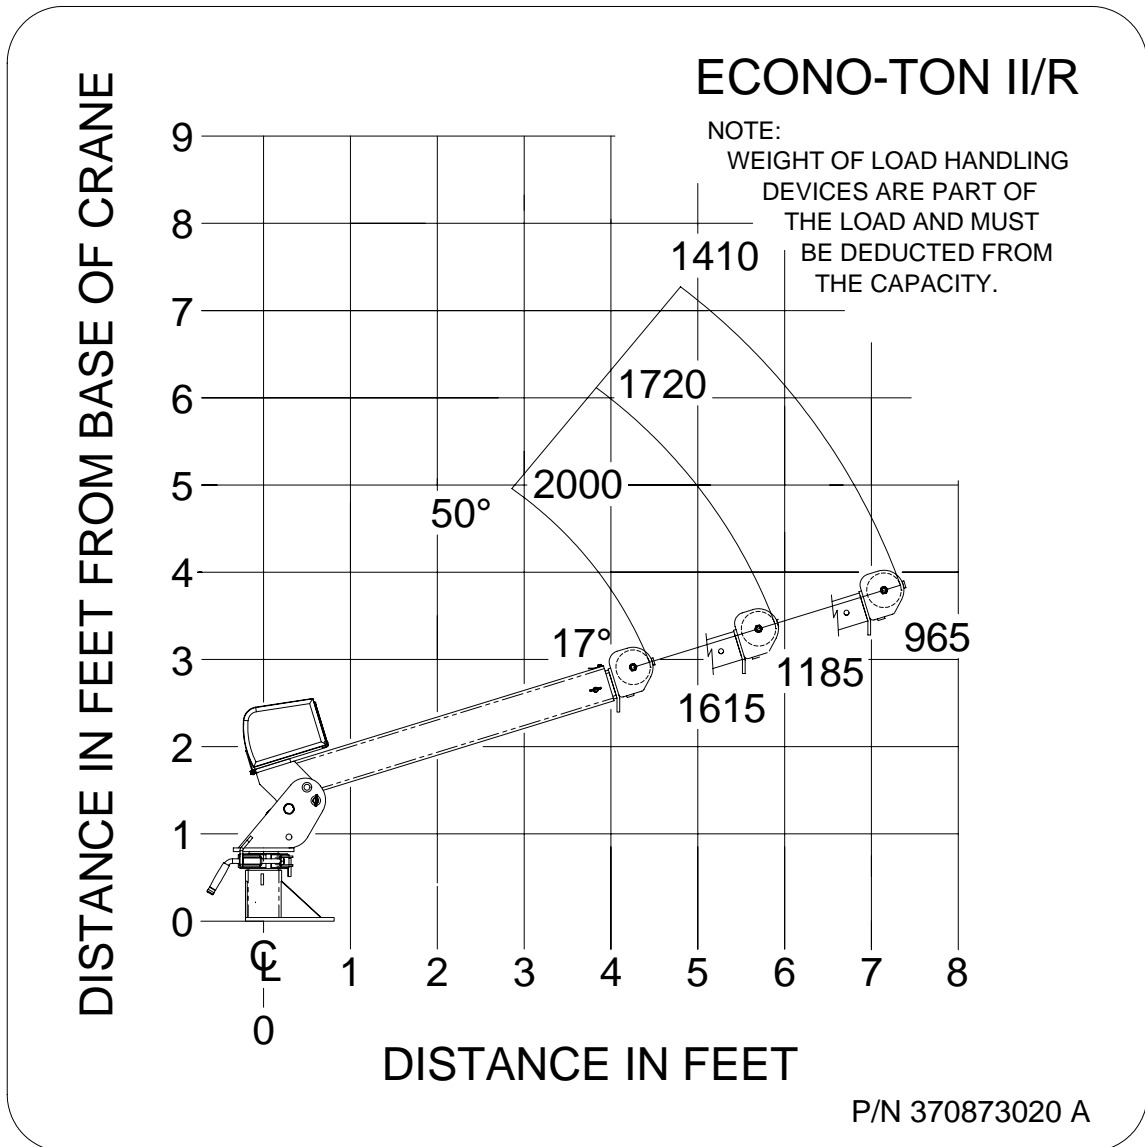 ECONO-TON II/R
NOTE:
WEIGHT OF LOAD HANDLING
DEVICES ARE PART OF
THE LOAD AND MUST
BE DEDUCTED FROM
THE CAPACITY.
DISTANCE IN FEET FROM BASE OF CRANE
9
8
7
6
5
4
3
2
1
0
1410
1720
2000
50°
17°
965
1185
1615
℄ 1 2 3 4 5 6 7 8
0
DISTANCE IN FEET
P/N 370873020 A